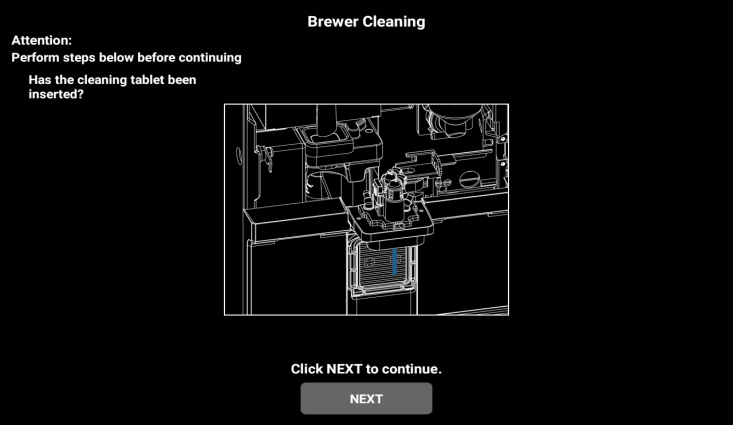 Brewer Cleaning
Attention:
Perform steps below before continuing
Has the cleaning tablet been
inserted?
Click NEXT to continue.
NEXT